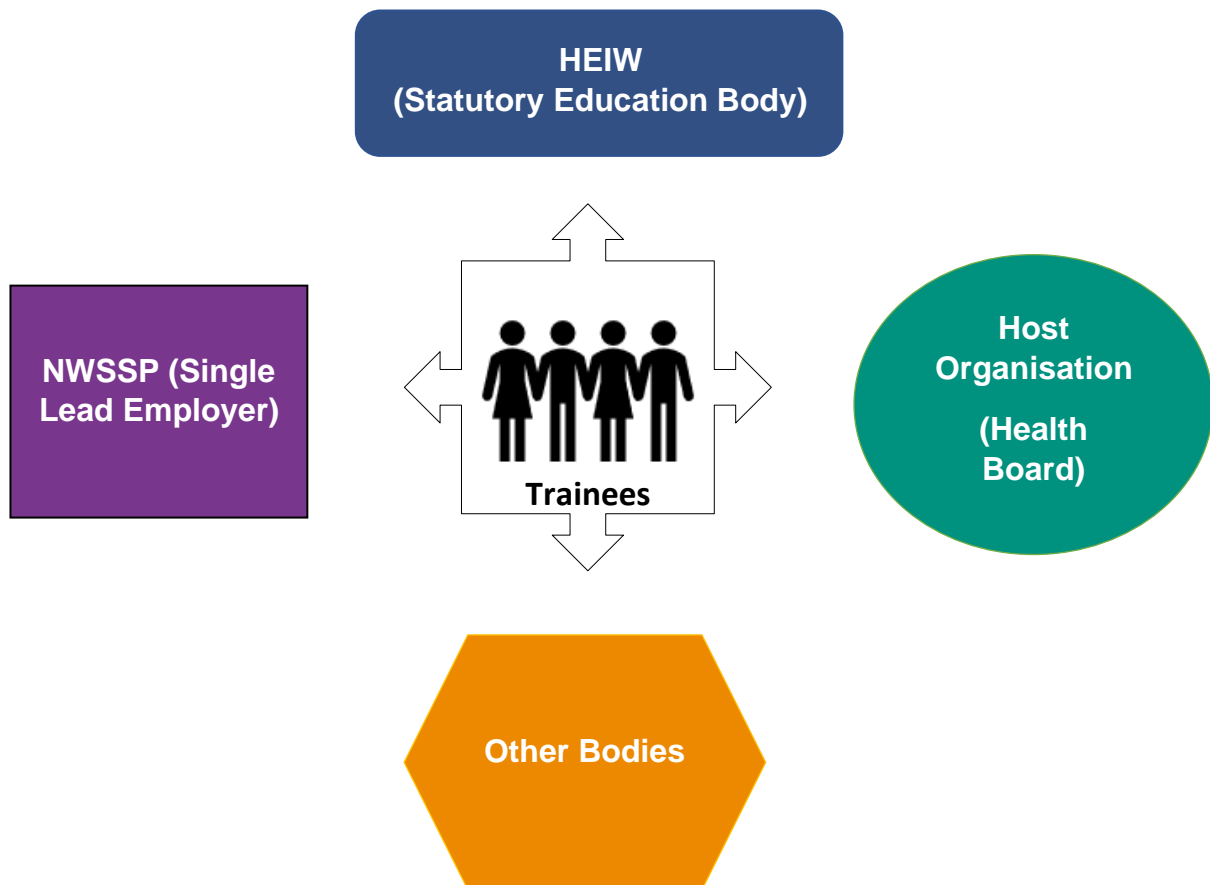 HEIW
(Statutory Education Body)
NWSSP (Single
Lead Employer)
Trainees
Host
Organisation
(Health
Board)
Other Bodies